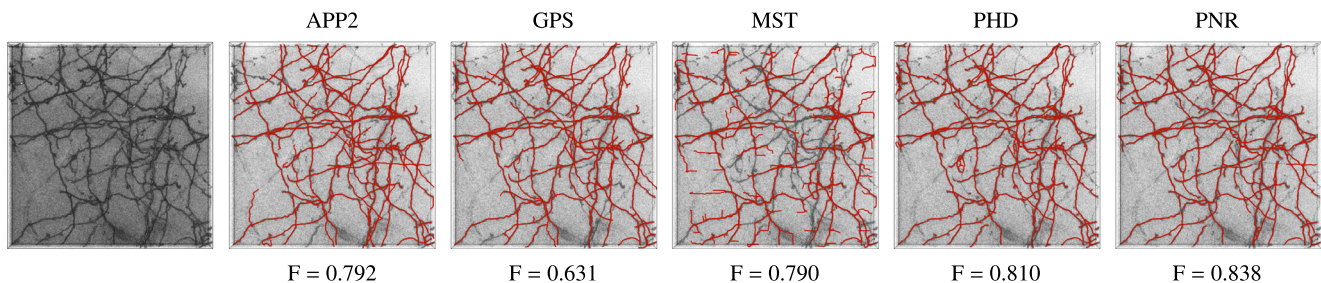 APP2 GPS MST PHD PNR
F = 0.792 F = 0.631 F = 0.790 F = 0.810 F = 0.838